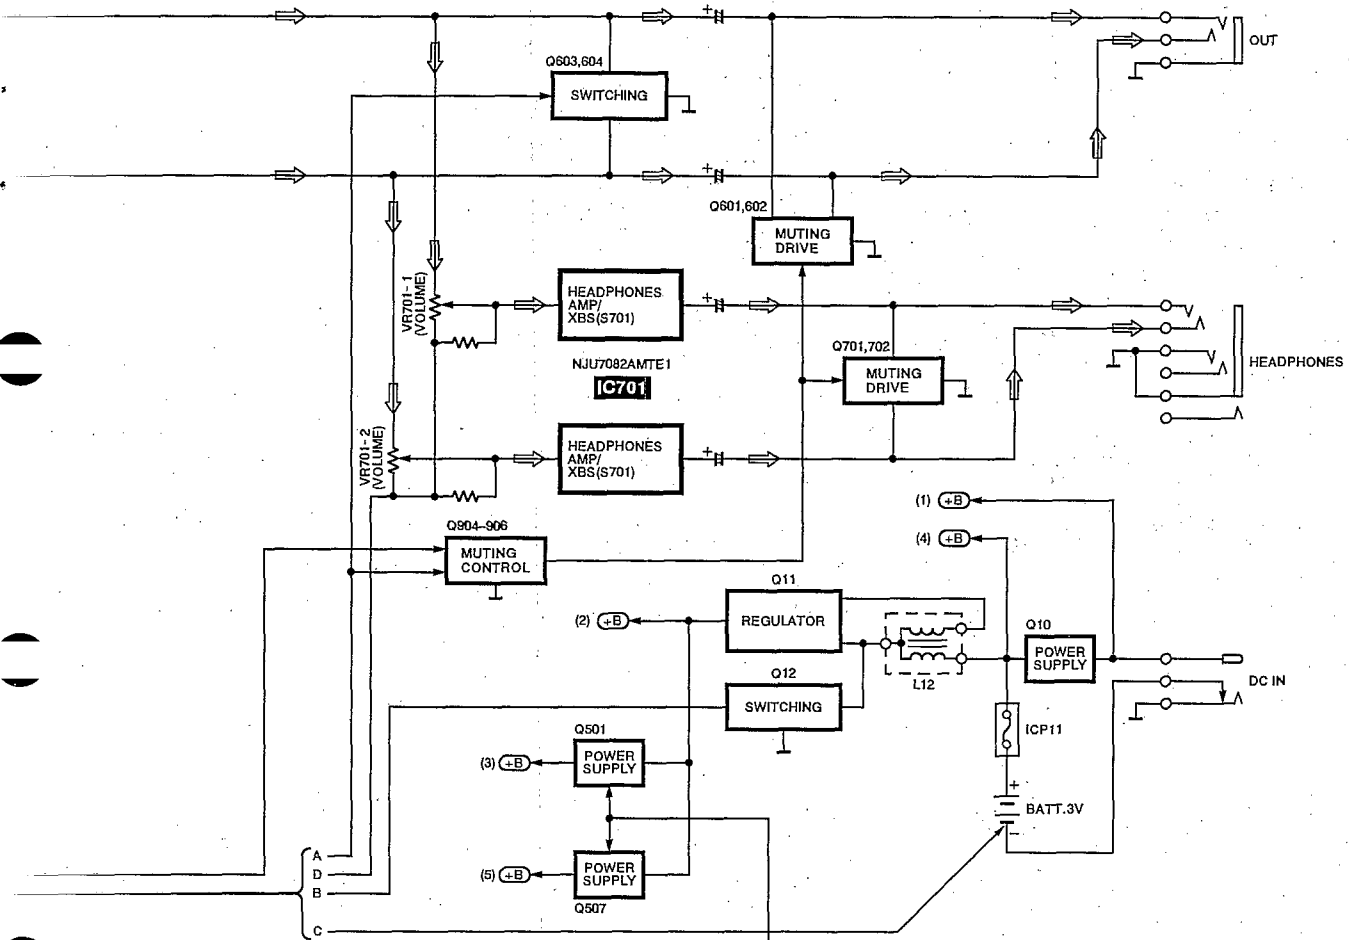 OUT
Q603,604
SWITCHING
+
+
Q601,602
MUTING
DRIVE
VR701-1
(VOLUME)
HEADPHONES
AMP/
XBS(S701)
+
NJU7082AMTE1
IC701
Q701,702
MUTING
DRIVE
HEADPHONES
VR701-2
(VOLUME)
HEADPHONES
AMP/
XBS(S701)
+
(1) +B
(4) +B
Q904-906
MUTING
CONTROL
Q11
REGULATOR
(2) +B
Q12
SWITCHING
L12
Q10
POWER
SUPPLY
DC IN
ICP11
Q501
POWER
SUPPLY
(3) +B
+
BATT.3V
−
POWER
SUPPLY
(5) +B
Q507
A
D
B
C